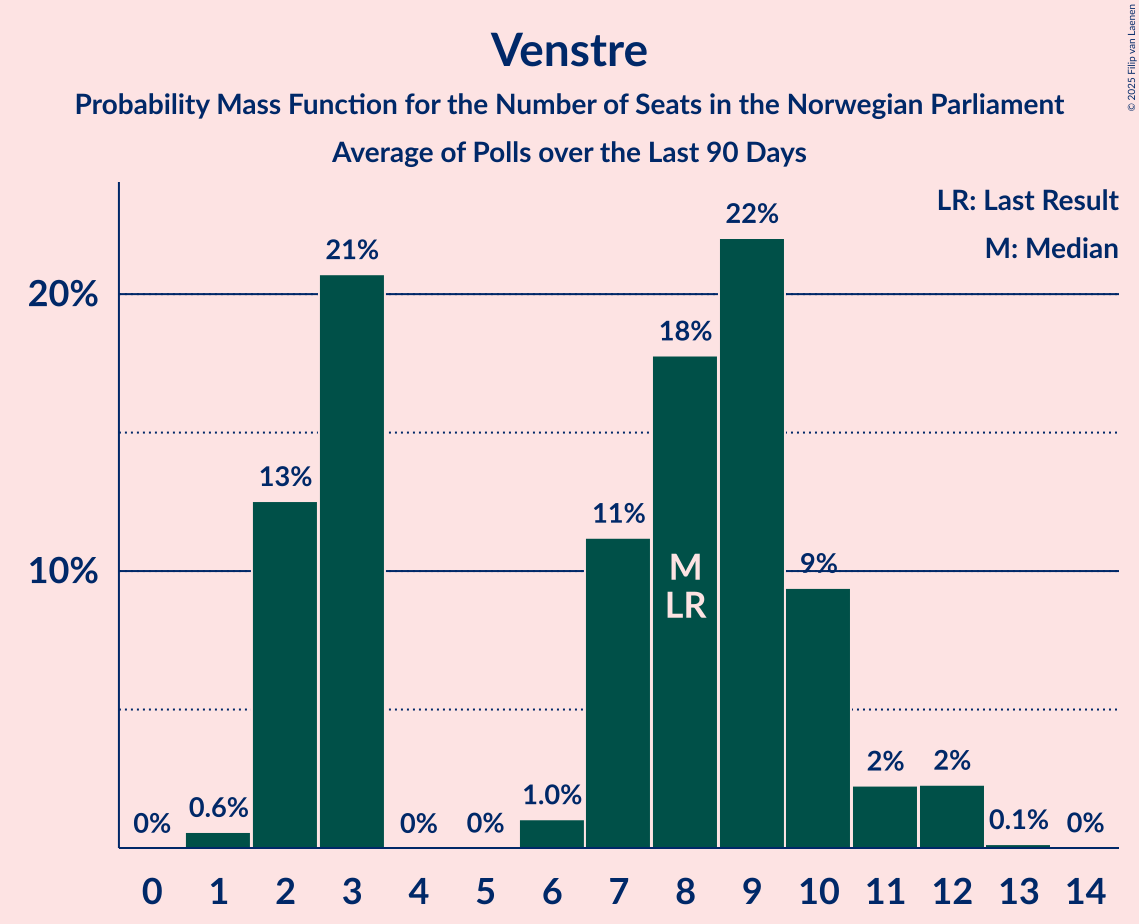 Venstre
Probability Mass Function for the Number of Seats in the Norwegian Parliament
Average of Polls over the Last 90 Days
© 2025 Filip van Laenen
LR: Last Result
M: Median
20%
10%
0%
0.6%
13%
21%
0%
0%
1.0%
11%
18%
22%
9%
2%
2%
0.1%
0%
M
LR
0 1 2 3 4 5 6 7 8 9 10 11 12 13 14